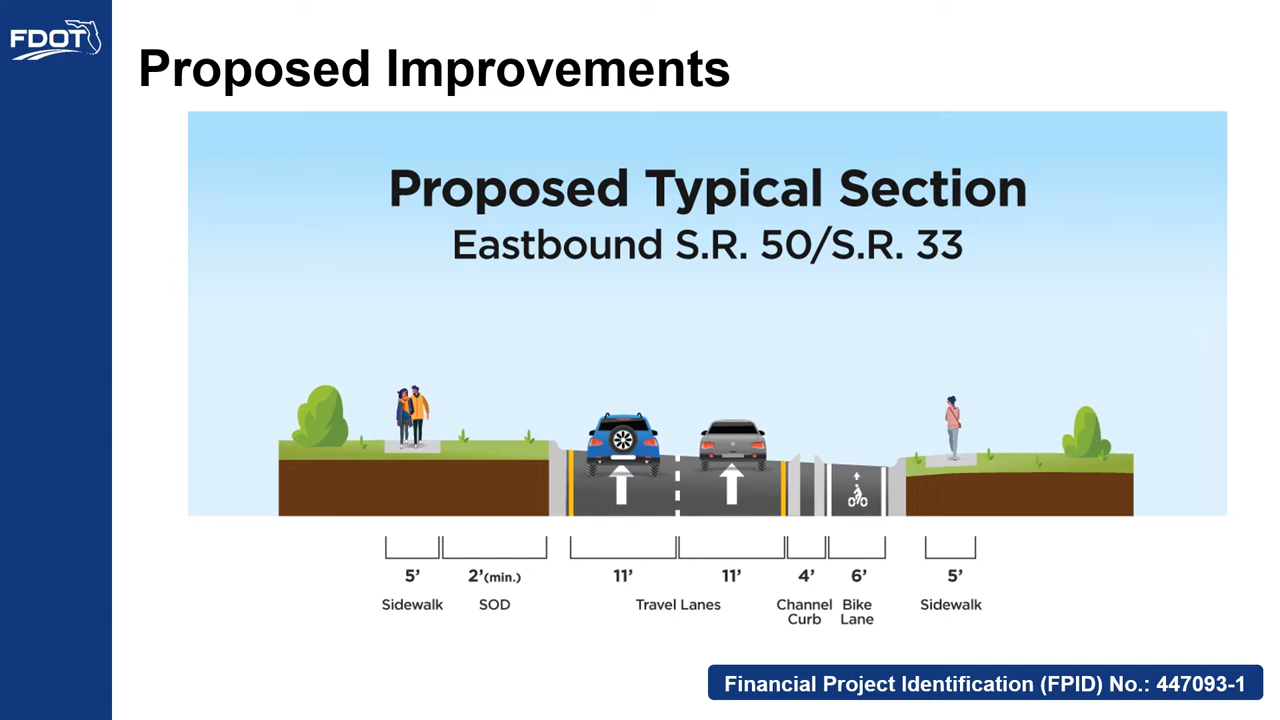 FDOT
Proposed Improvements
Proposed Typical Section
Eastbound S.R. 50/S.R. 33
5’ 2’(min.) 11’ 11’ 4’ 6’ 5’
Sidewalk SOD Travel Lanes Channel Bike Sidewalk
Curb Lane
Financial Project Identification (FPID) No.: 447093-1